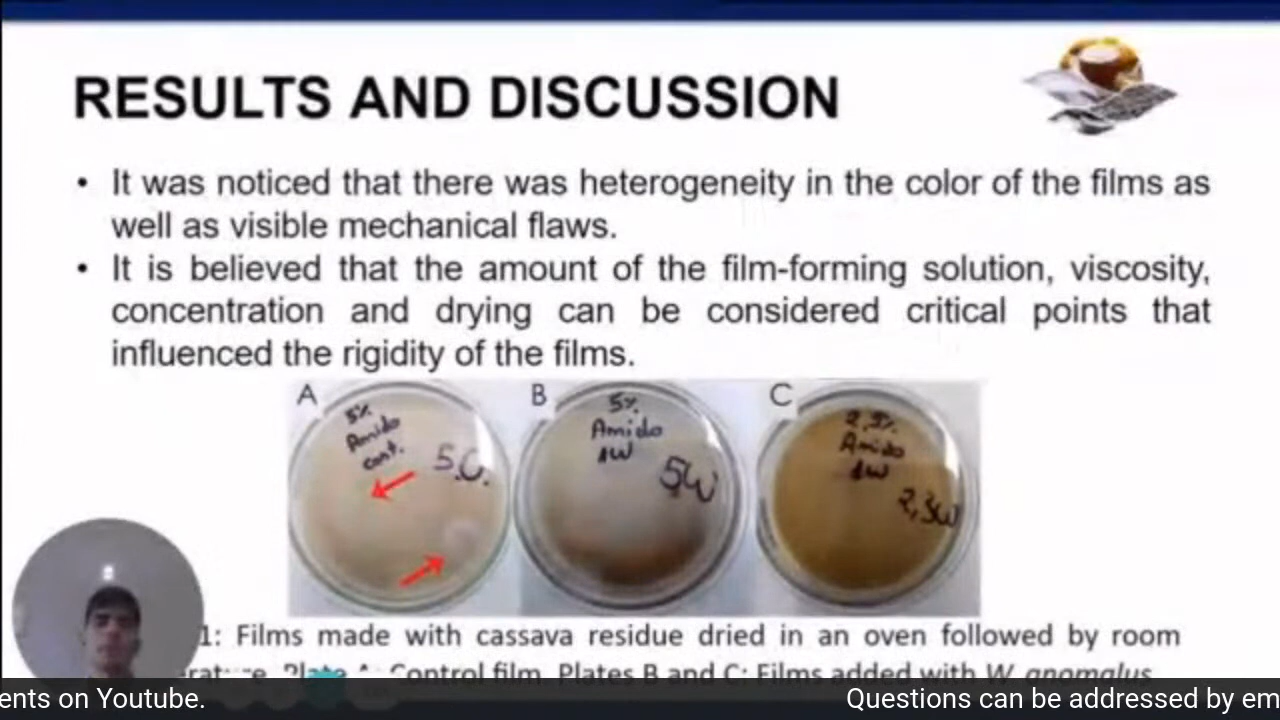 RESULTS AND DISCUSSION
• It was noticed that there was heterogeneity in the color of the films as
well as visible mechanical flaws.
• It is believed that the amount of the film-forming solution, viscosity,
concentration and drying can be considered critical points that
influenced the rigidity of the films.
A
5%
Amido
cont.
5.C.
B
5%
Amido
1W
5W
C
Amido
1W
1: Films made with cassava residue dried in an oven followed by room
Control film. Plates B and C: Films added with W. anomalus
ents on Youtube.
Questions can be addressed by em